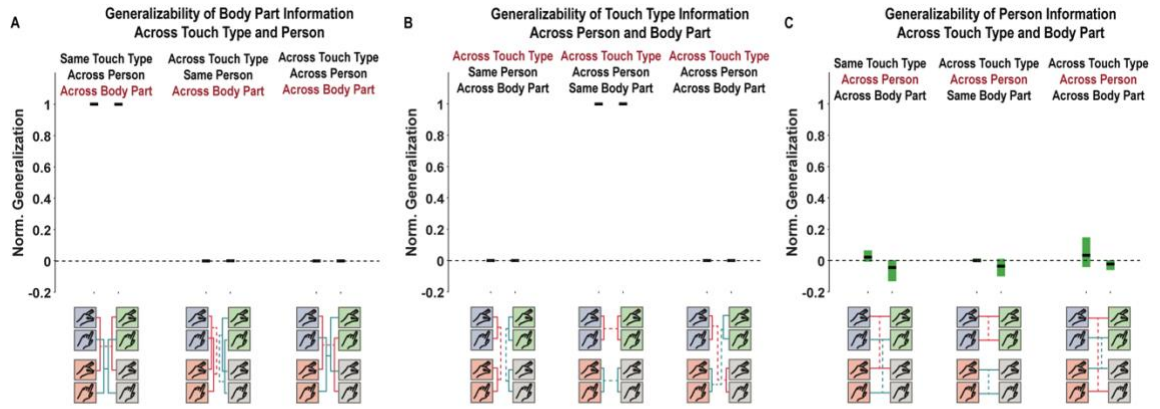 A
Generalizability of Body Part Information
Across Touch Type and Person
Same Touch Type
Across Person
Across Body Part
Across Touch Type
Same Person
Across Body Part
Across Touch Type
Across Person
Across Body Part
Norm. Generalization
1
0.8
0.6
0.4
0.2
0
-0.2
B
Generalizability of Touch Type Information
Across Person and Body Part
Across Touch Type
Same Person
Across Body Part
Across Touch Type
Across Person
Same Body Part
Across Touch Type
Across Person
Across Body Part
Norm. Generalization
1
0.8
0.6
0.4
0.2
0
-0.2
C
Generalizability of Person Information
Across Touch Type and Body Part
Same Touch Type
Across Person
Across Body Part
Across Touch Type
Across Person
Same Body Part
Across Touch Type
Across Person
Across Body Part
Norm. Generalization
1
0.8
0.6
0.4
0.2
0
-0.2